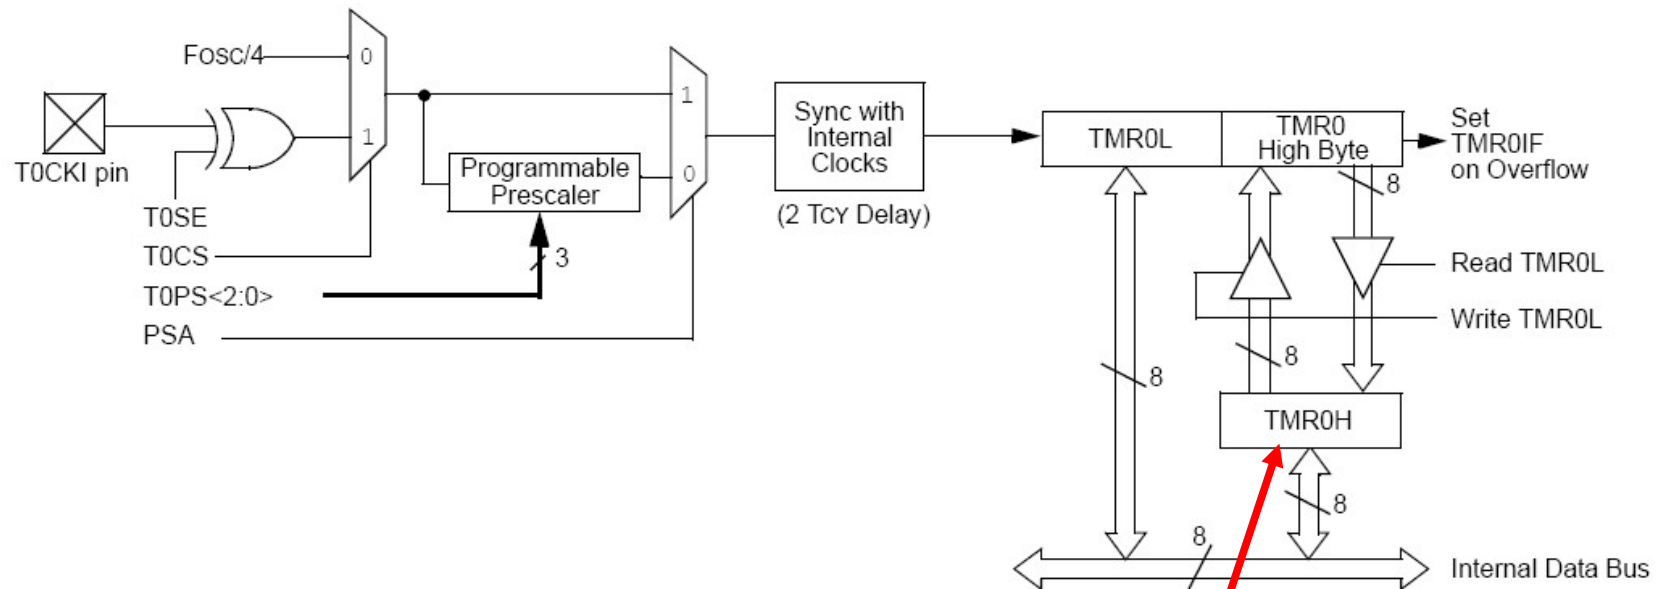 Fosc/4
0
1
T0CKI pin
T0SE
T0CS
T0PS<2:0>
PSA
Programmable
Prescaler
3
1
0
Sync with
Internal
Clocks
(2 TCY Delay)
TMR0L
TMR0
High Byte
Set
TMR0IF
on Overflow
8
Read TMR0L
Write TMR0L
8
8
TMR0H
8
8
Internal Data Bus